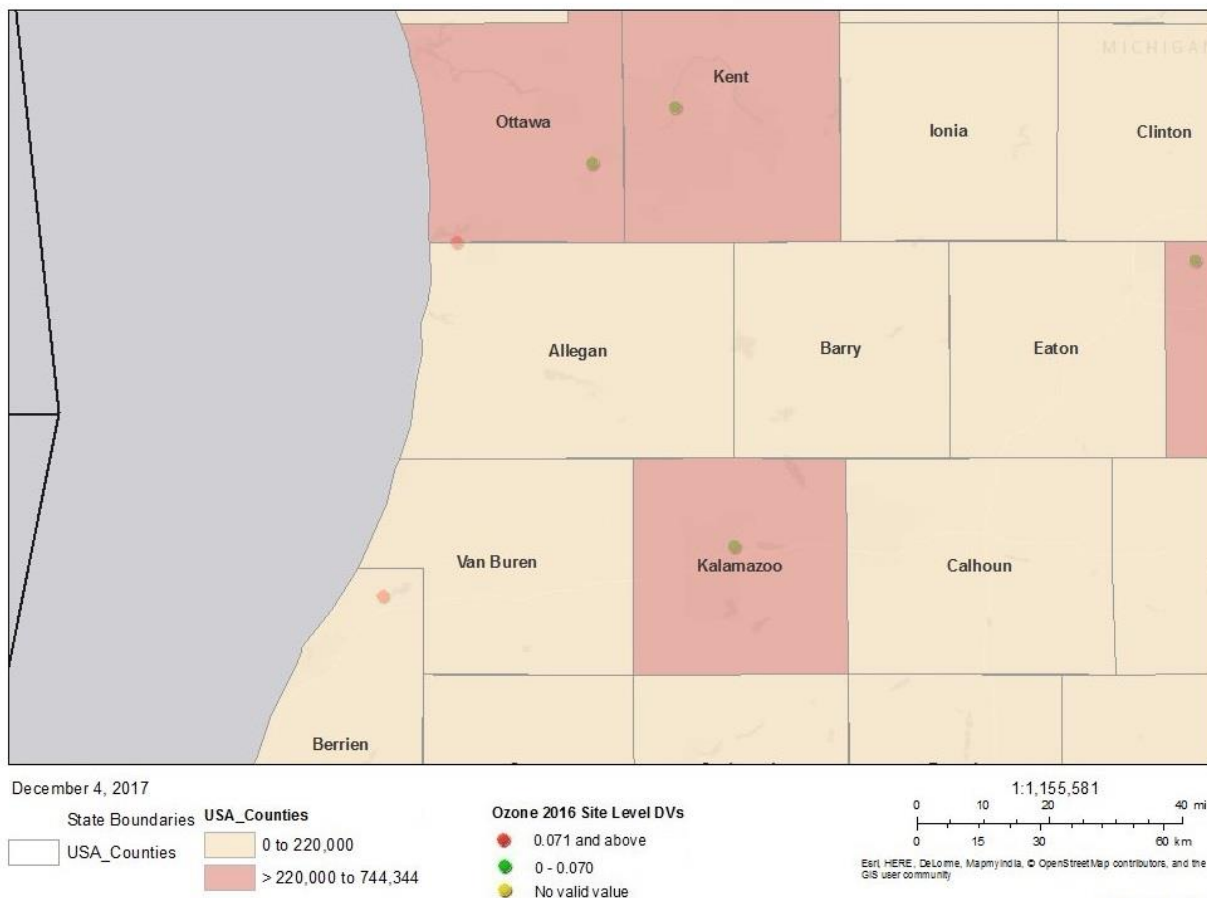 MICHIGAN
Kent
Ottawa
Ionia
Clinton
Allegan
Barry
Eaton
Van Buren
Kalamazoo
Calhoun
Berrien
December 4, 2017
State Boundaries
USA_Counties
USA_Counties
0 to 220,000
> 220,000 to 744,344
Ozone 2016 Site Level DVs
0.071 and above
0 - 0.070
No valid value
1:1,155,581
0 10 20 40 mi
0 15 30 60 km
Esri, HERE, DeLorme, MapmyIndia, © OpenStreetMap contributors, and the
GIS user community